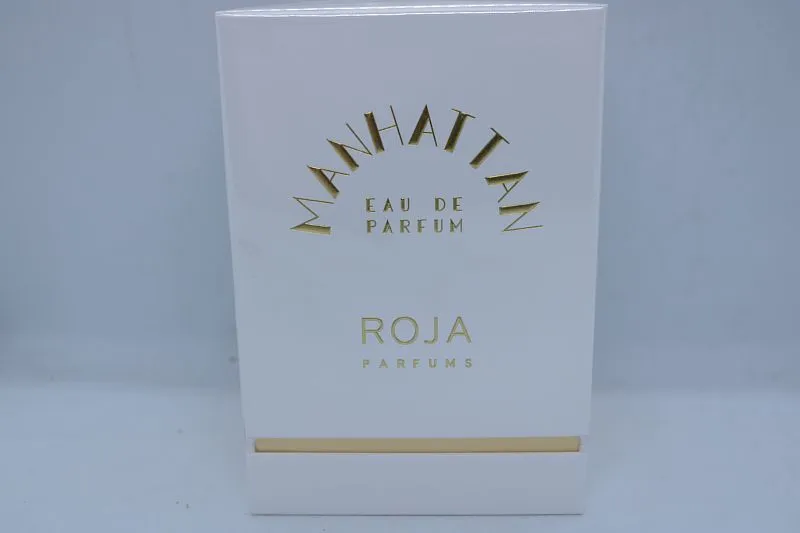 MANHATTAN
EAU DE
PARFUM
ROJA
PARFUMS